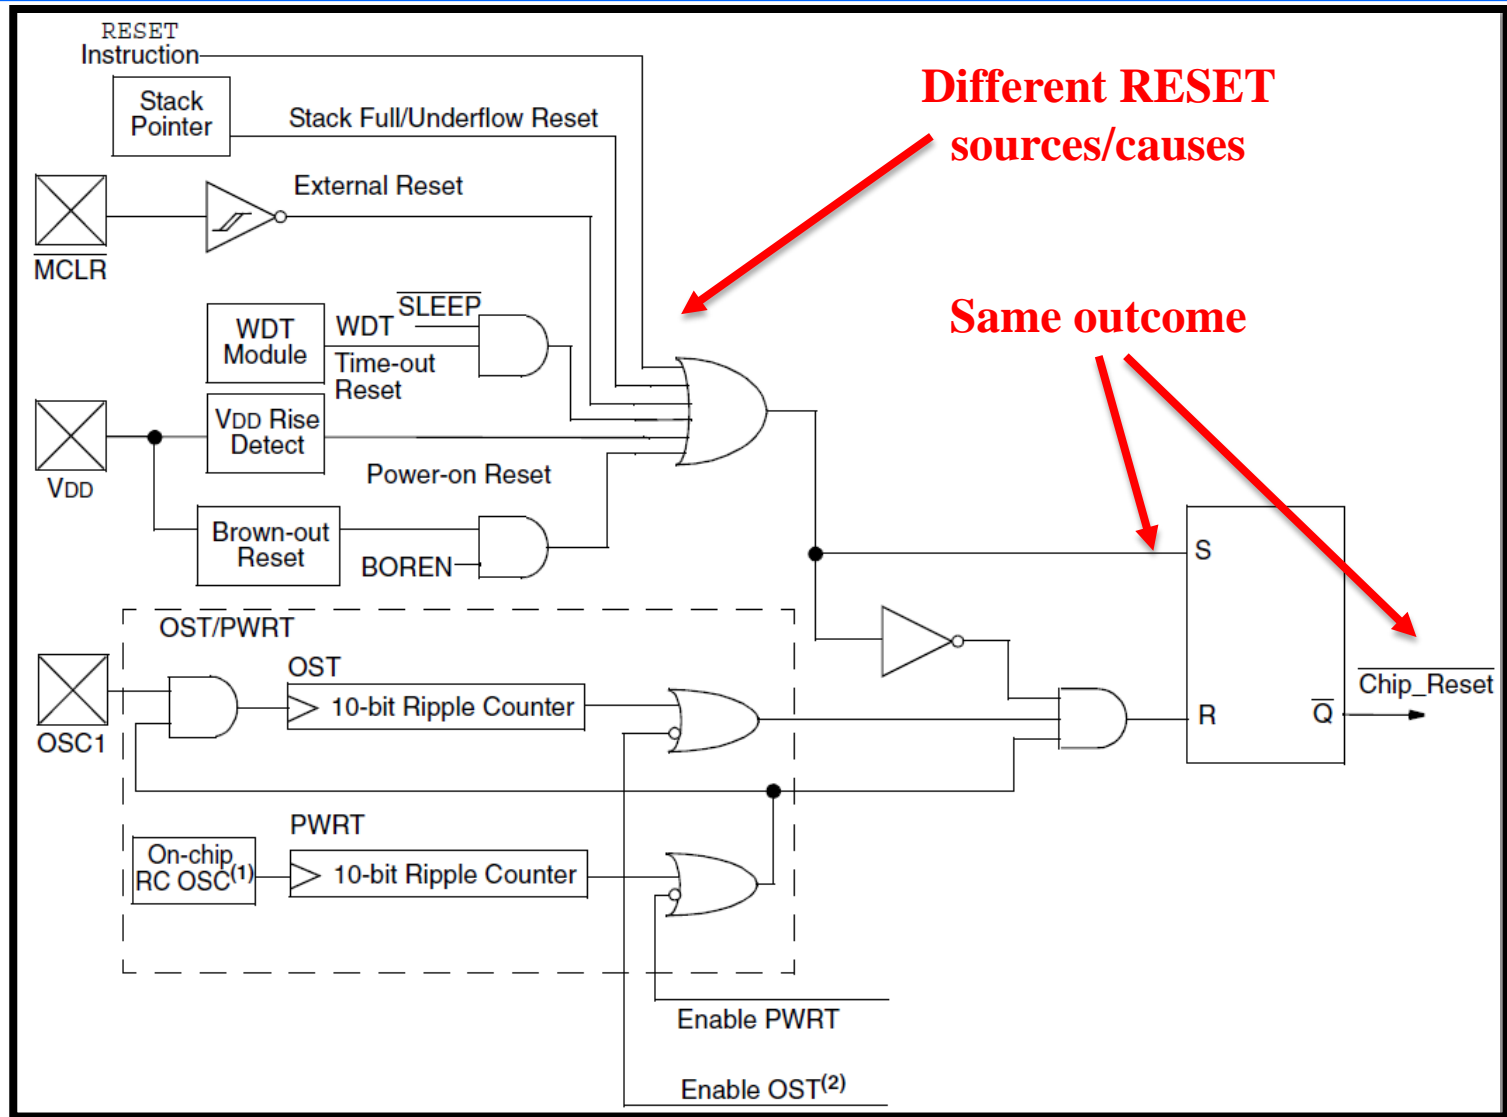 RESET
Instruction
Stack
Pointer
Stack Full/Underflow Reset
Different RESET
sources/causes
External Reset
MCLR
SLEEP
WDT
Module
WDT
Time-out
Reset
Same outcome
VDD Rise
Detect
VDD
Power-on Reset
Brown-out
Reset
BOREN
S
OST/PWRT
OST
10-bit Ripple Counter
OSC1
R
Q
Chip_Reset
PWRT
On-chip
RC OSC(1)
10-bit Ripple Counter
Enable PWRT
Enable OST(2)